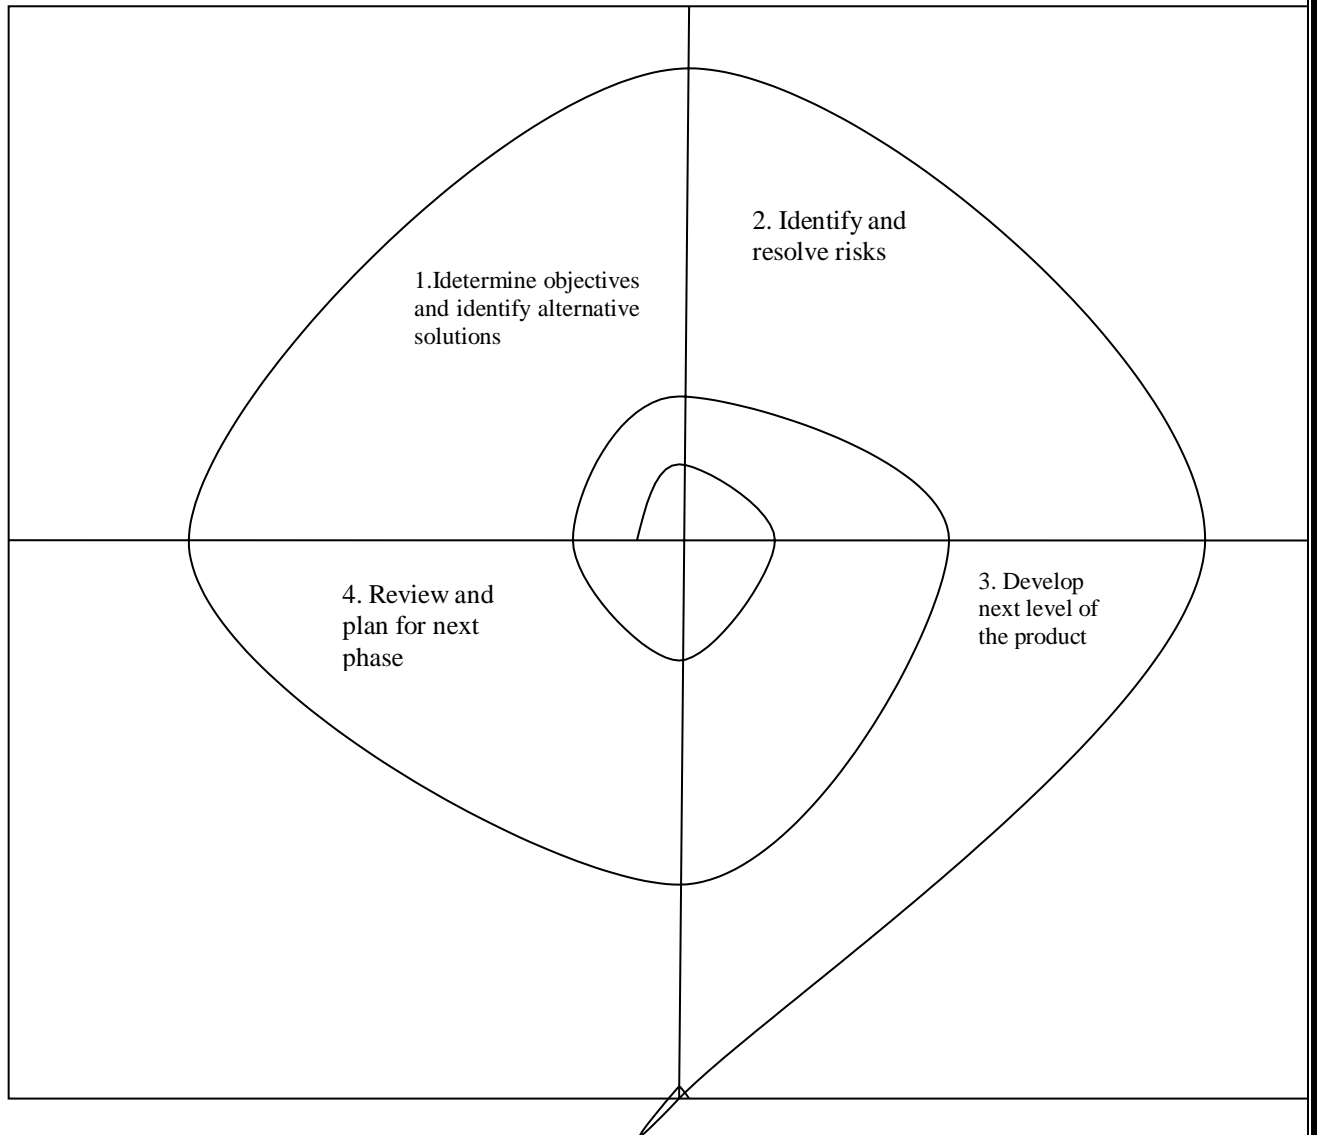 1.Idetermine objectives
and identify alternative
solutions
2. Identify and
resolve risks
3. Develop
next level of
the product
4. Review and
plan for next
phase